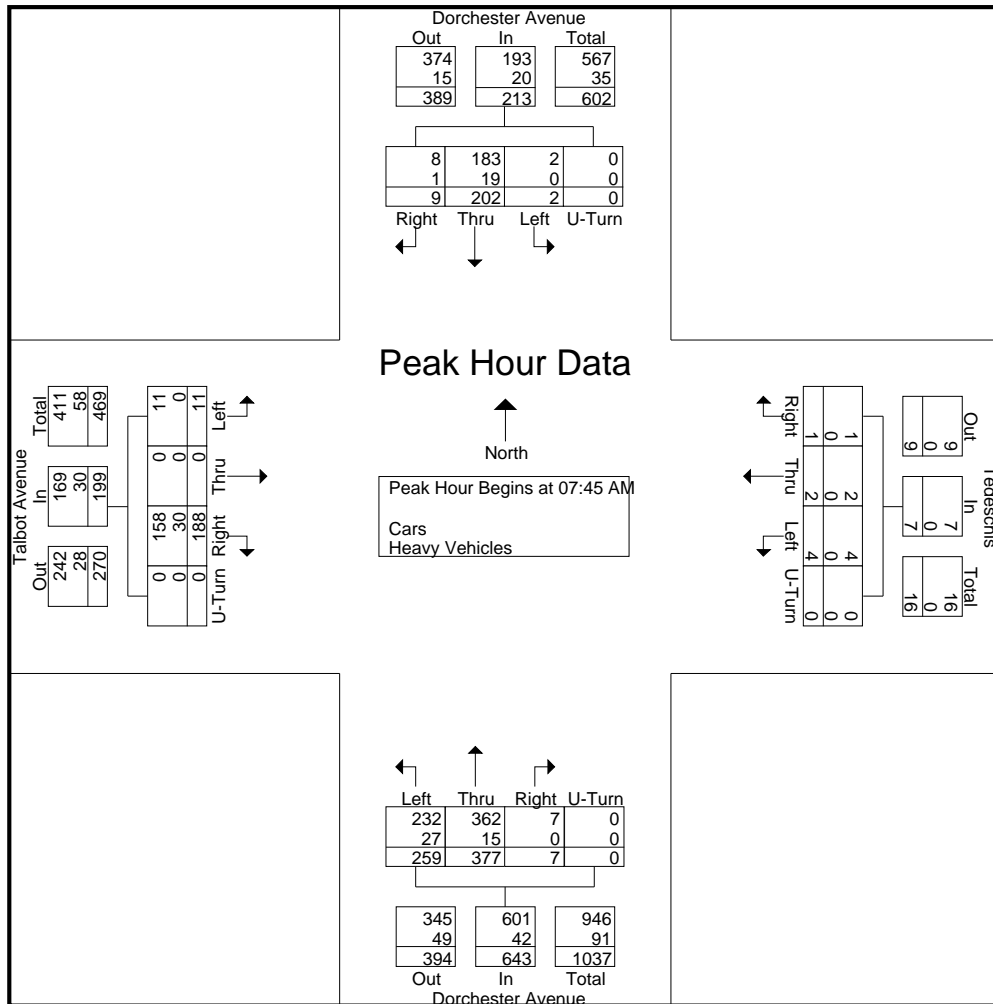 Dorchester Avenue
Out In Total
374 193 567
15 20 35
389 213 602
8 183 2 0
1 19 0 0
9 202 2 0
Right Thru Left U-Turn
Peak Hour Data
North
Peak Hour Begins at 07:45 AM
Cars
Heavy Vehicles
Talbot Avenue
Out In Total
242 169 411
28 30 58
270 199 469
0 158 0 11
0 30 0 0
0 188 0 11
U-Turn Right Thru Left
Out In Total
9 7 16
0 0 0
9 7 16
1 2 4 0
0 0 0 0
1 2 4 0
Right Thru Left U-Turn
Left Thru Right U-Turn
232 362 7 0
27 15 0 0
259 377 7 0
345 601 946
49 42 91
394 643 1037
Out In Total
Dorchester Avenue